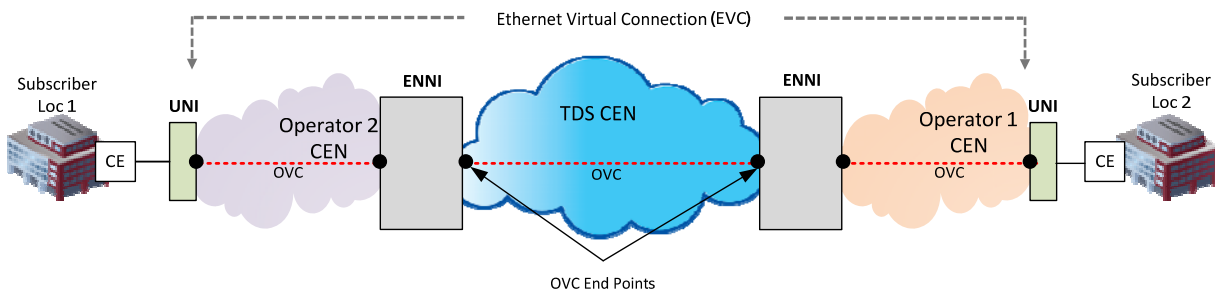 Ethernet Virtual Connection (EVC)
Subscriber
Loc 1
CE
UNI
Operator 2
CEN
OVC
ENNI
TDS CEN
OVC
ENNI
Operator 1
CEN
OVC
UNI
CE
Subscriber
Loc 2
OVC End Points